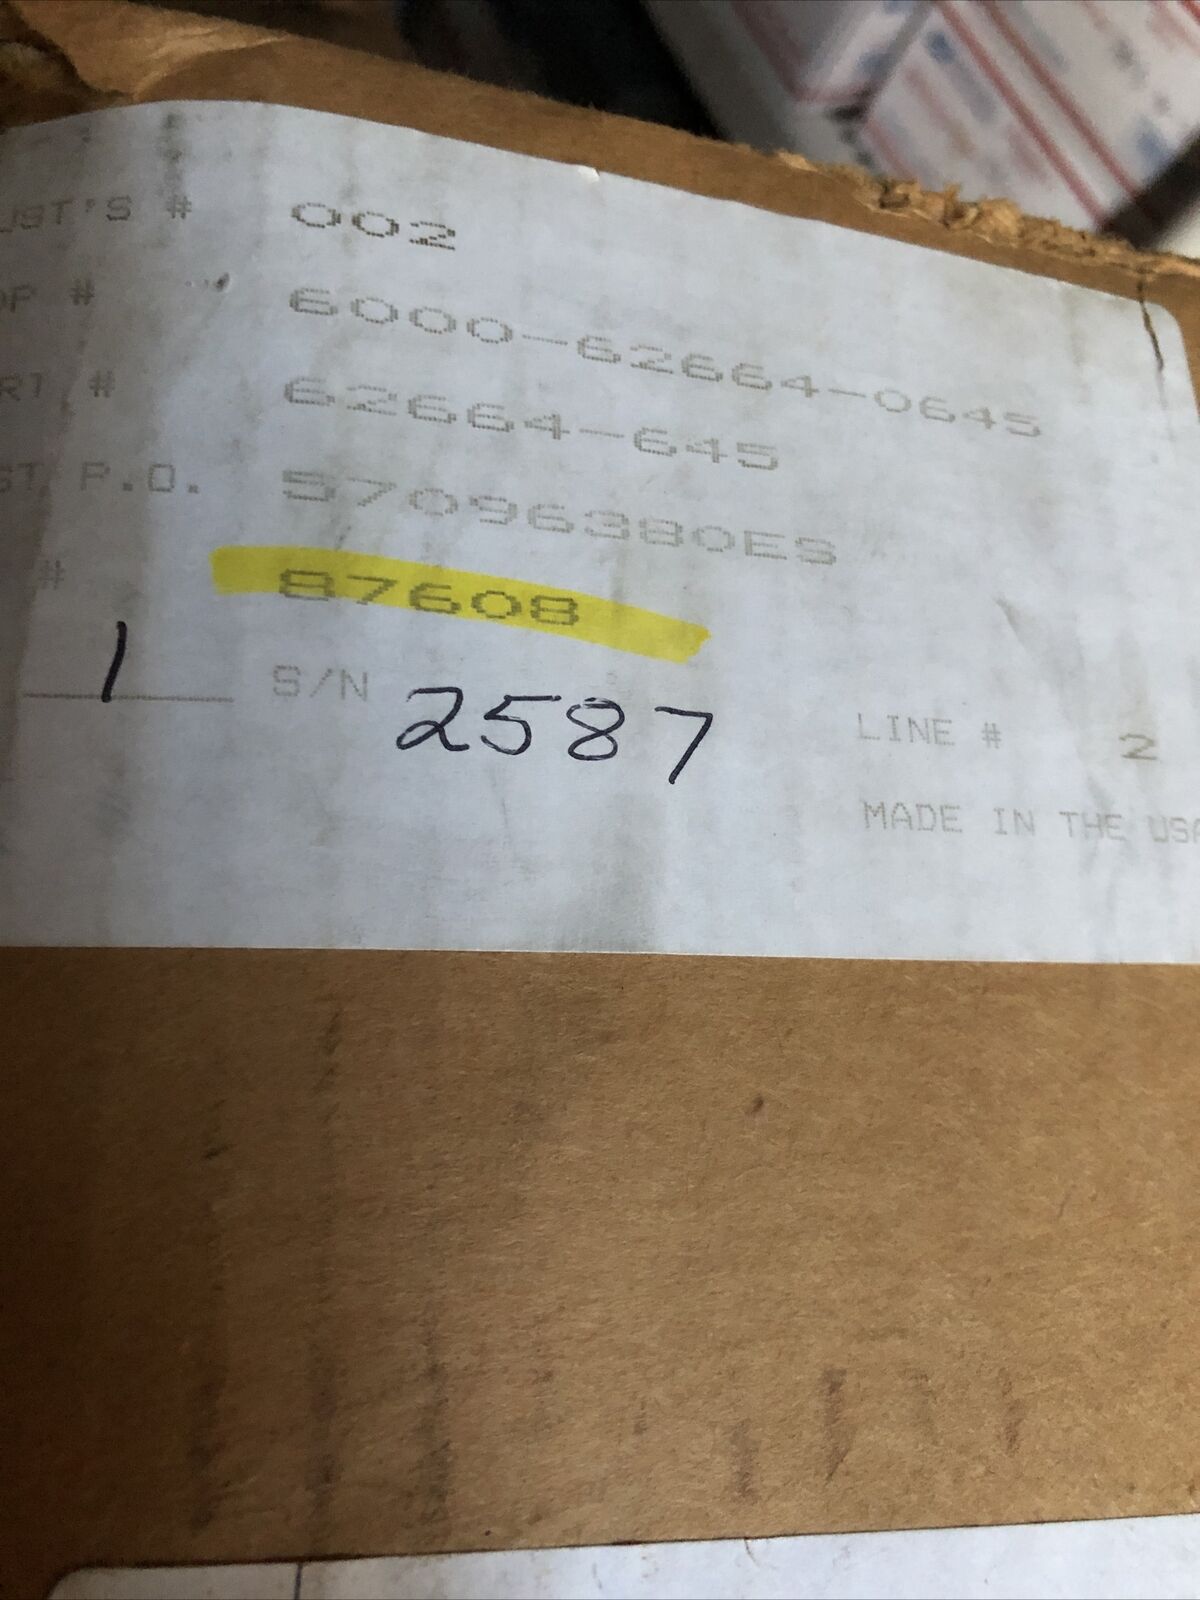 UST'S # 002
OP # 6000-62664-0645
RT # 62664-645
ST P.O. 57096380ES
# 87608
1 S/N 2587
LINE # 2
MADE IN THE USA